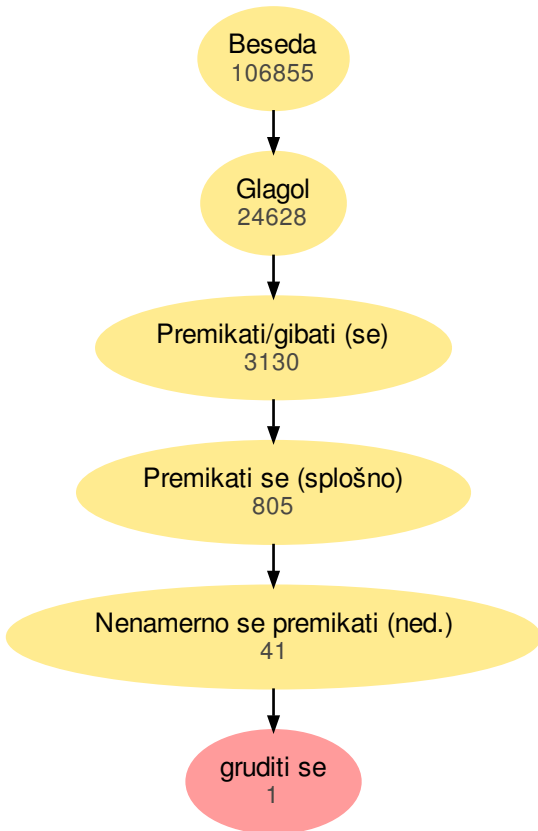 Beseda
106855
Glagol
24628
Premikati/gibati (se)
3130
Premikati se (splošno)
805
Nenamerno se premikati (ned.)
41
gruditi se
1